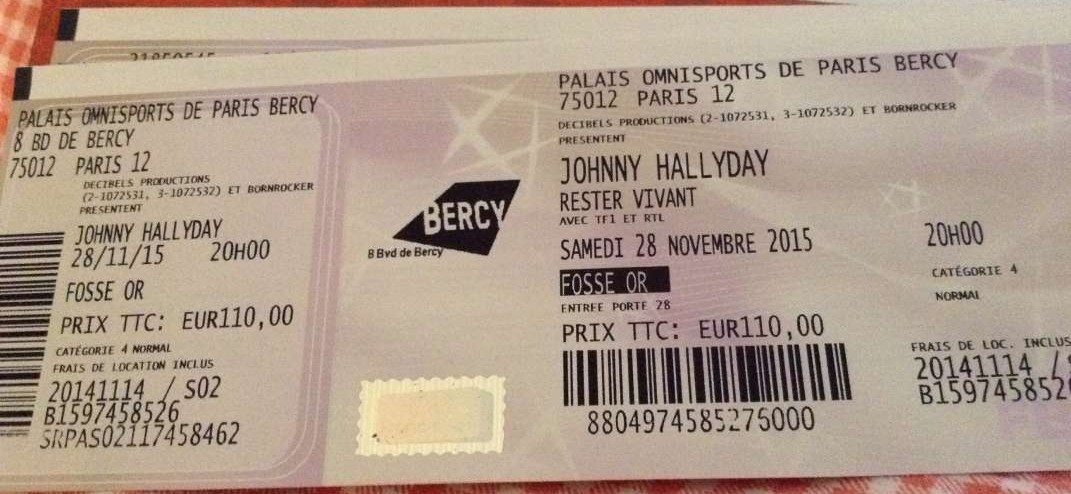 PALAIS OMNISPORTS DE PARIS BERCY
8 BD DE BERCY
75012 PARIS 12
DECIBELS PRODUCTIONS
(2-1072531, 3-1072532) ET BORNROCKER
PRESENTENT
JOHNNY HALLYDAY
28/11/15 20H00
FOSSE OR
PRIX TTC: EUR110,00
CATÉGORIE 4 NORMAL
FRAIS DE LOCATION INCLUS
20141114 / S02
B1597458526
SRPAS02117458462
BERCY
8 Bvd de Bercy
PALAIS OMNISPORTS DE PARIS BERCY
75012 PARIS 12
DECIBELS PRODUCTIONS (2-1072531, 3-1072532) ET BORNROCKER
PRESENTENT
JOHNNY HALLYDAY
RESTER VIVANT
AVEC TF1 ET RTL
SAMEDI 28 NOVEMBRE 2015 20H00
FOSSE OR
ENTREE PORTE 28
PRIX TTC: EUR110,00
8804974585276000
CATÉGORIE 4
NORMAL
FRAIS DE LOC. INCLUS
20141114 /
B159745852